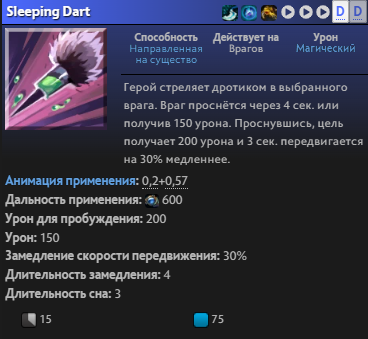 Sleeping Dart
D D
Способность Действует на Урон
Направленная на существо Врагов Магический
Герой стреляет дротиком в выбранного
врага. Враг проснётся через 4 сек. или
получив 150 урона. Проснувшись, цель
получает 200 урона и 3 сек. передвигается
на 30% медленнее.
Анимация применения: 0,2+0,57
Дальность применения: 600
Урон для пробуждения: 200
Урон: 150
Замедление скорости передвижения: 30%
Длительность замедления: 4
Длительность сна: 3
15 75